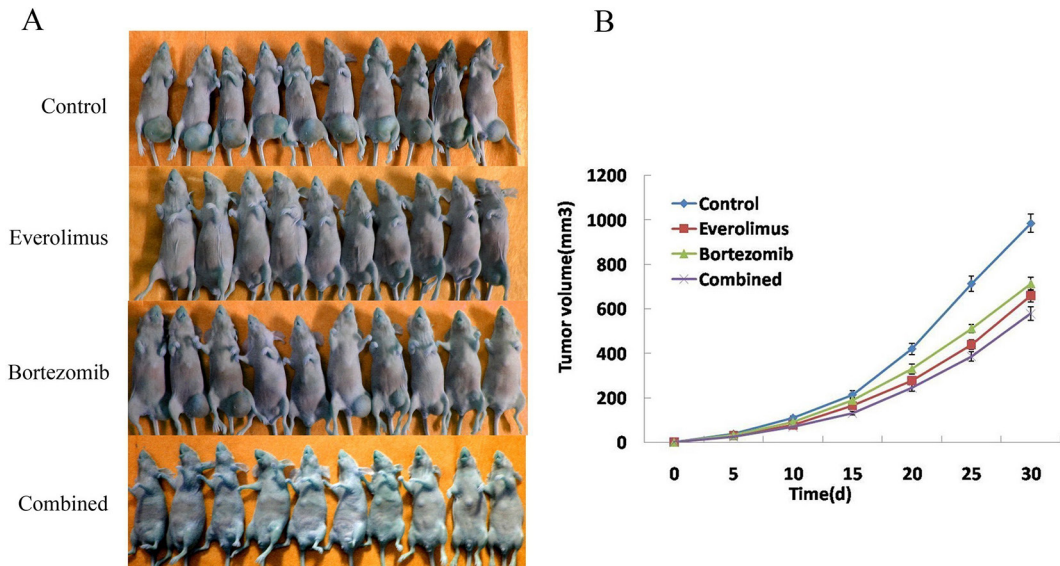 A
Control
Everolimus
Bortezomib
Combined
B
Tumor volume(mm3)
1200
1000
800
600
400
200
0
Control
Everolimus
Bortezomib
Combined
0 5 10 15 20 25 30
Time(d)